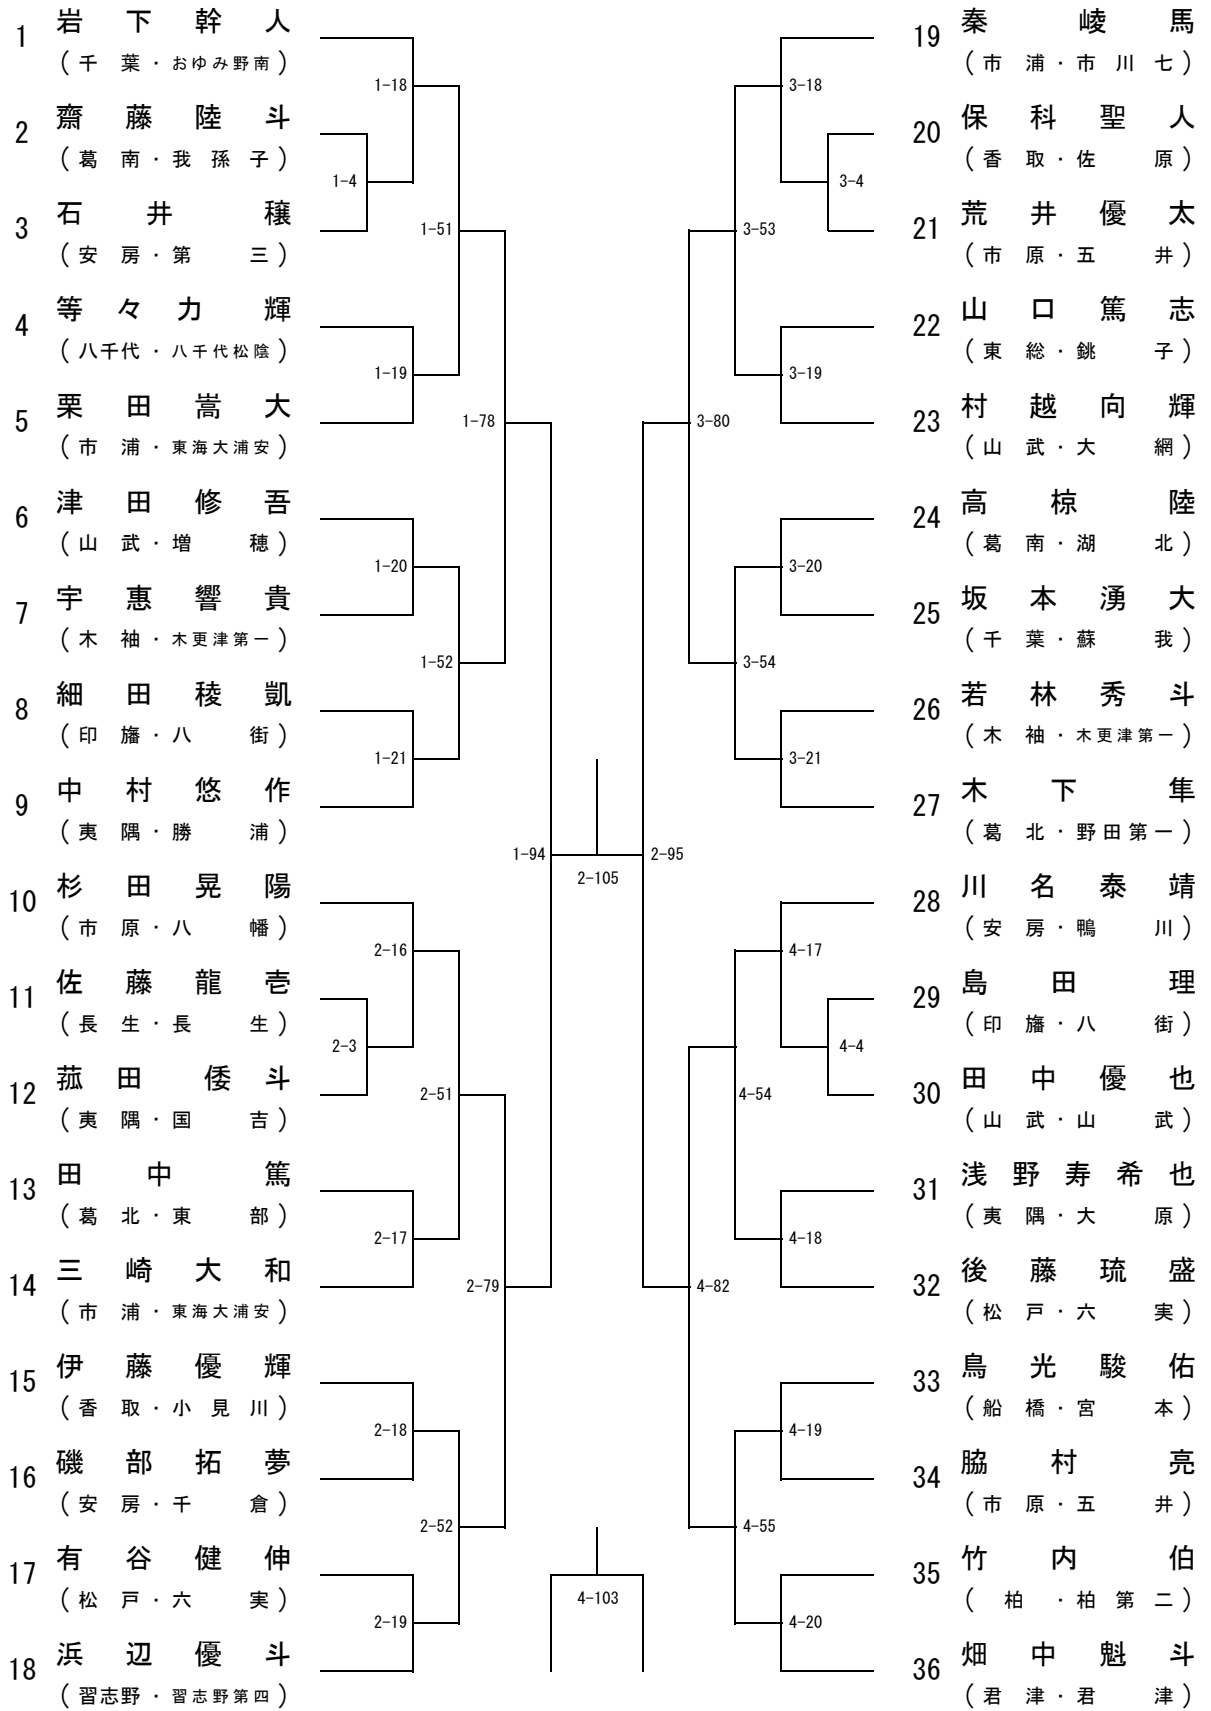 1 岩下幹人
(千葉・おゆみ野南)
2 齋藤陸斗
(葛南・我孫子)
3 石井穣
(安房・第三)
4 等々力輝
(八千代・八千代松陰)
5 栗田嵩大
(市浦・東海大浦安)
6 津田修吾
(山武・増穂)
7 宇惠響貴
(木袖・木更津第一)
8 細田稜凱
(印旛・八街)
9 中村悠作
(夷隅・勝浦)
10 杉田晃陽
(市原・八幡)
11 佐藤龍壱
(長生・長生)
12 菰田倭斗
(夷隅・国吉)
13 田中篤
(葛北・東部)
14 三崎大和
(市浦・東海大浦安)
15 伊藤優輝
(香取・小見川)
16 磯部拓夢
(安房・千倉)
17 有谷健伸
(松戸・六実)
18 浜辺優斗
(習志野・習志野第四)
1-18
1-4
1-51
1-19
1-78
1-20
1-52
1-21
1-94
2-16
2-3
2-51
2-17
2-79
2-18
2-52
2-19
2-105
4-103
3-18
3-4
3-53
3-19
3-80
3-20
3-54
3-21
2-95
4-17
4-4
4-54
4-18
4-82
4-19
4-55
4-20
19 秦崚馬
(市浦・市川七)
20 保科聖人
(香取・佐原)
21 荒井優太
(市原・五井)
22 山口篤志
(東総・銚子)
23 村越向輝
(山武・大網)
24 高椋陸
(葛南・湖北)
25 坂本湧大
(千葉・蘇我)
26 若林秀斗
(木袖・木更津第一)
27 木下隼
(葛北・野田第一)
28 川名泰靖
(安房・鴨川)
29 島田理
(印旛・八街)
30 田中優也
(山武・山武)
31 浅野寿希也
(夷隅・大原)
32 後藤琉盛
(松戸・六実)
33 鳥光駿佑
(船橋・宮本)
34 脇村亮
(市原・五井)
35 竹内伯
(柏・柏第二)
36 畑中魁斗
(君津・君津)